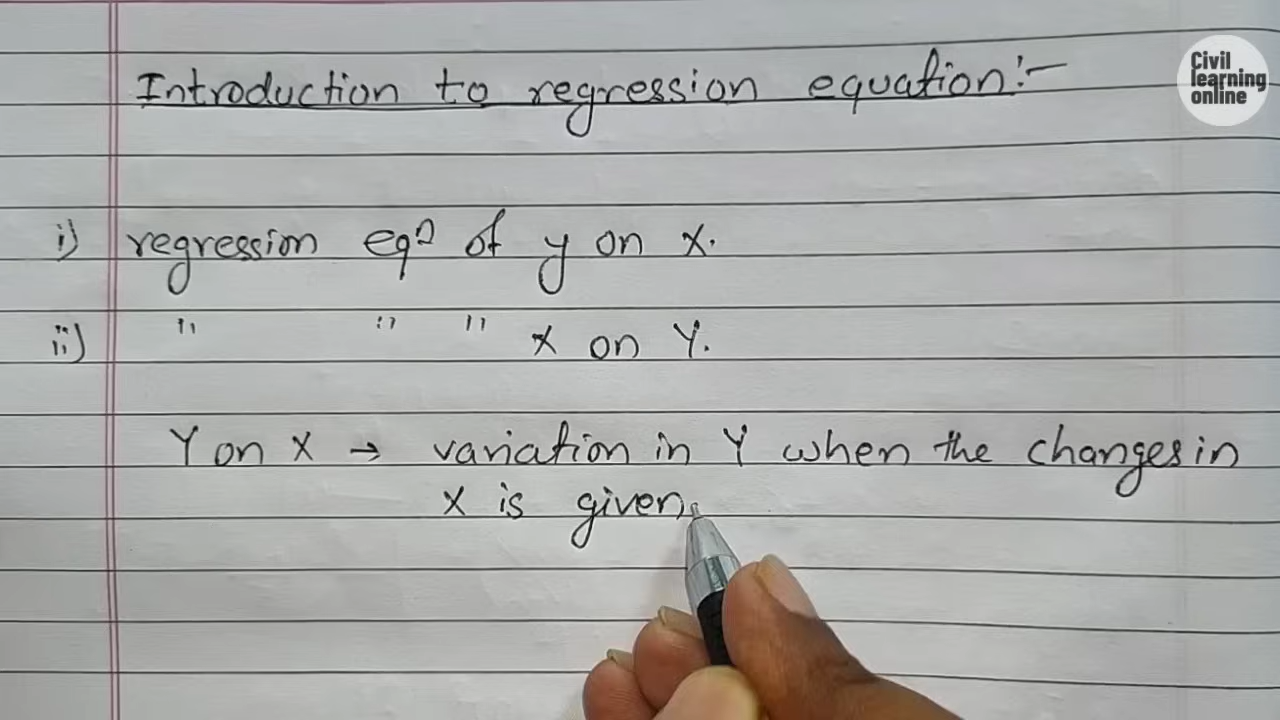 Introduction to regression equation:-
Civil
learning
online
i) regression eqn of y on x.
ii) " " " x on Y.
Y on X → variation in Y when the changes in
X is given.